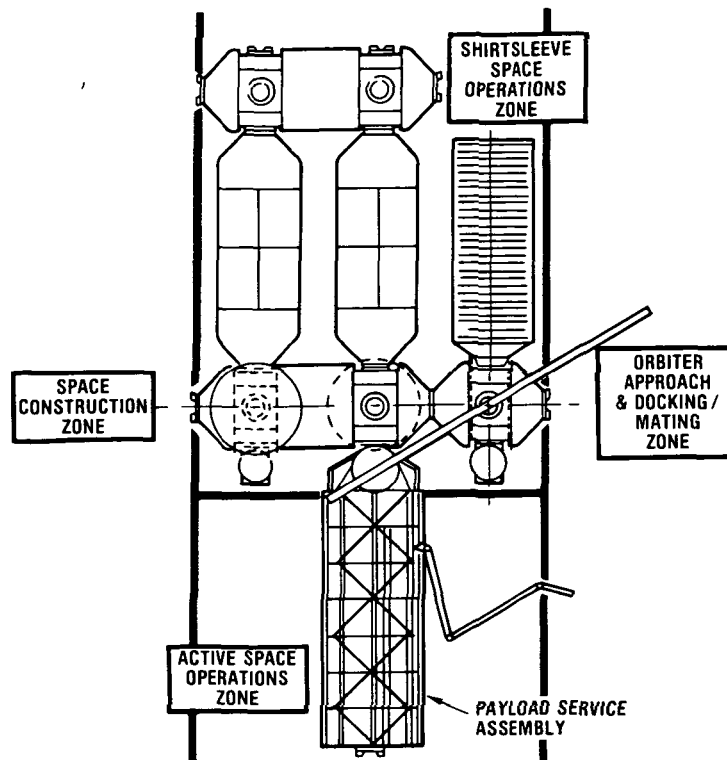 SHIRTSLEEVE
SPACE
OPERATIONS
ZONE
SPACE
CONSTRUCTION
ZONE
ORBITER
APPROACH
& DOCKING/
MATING
ZONE
ACTIVE SPACE
OPERATIONS
ZONE
PAYLOAD SERVICE
ASSEMBLY